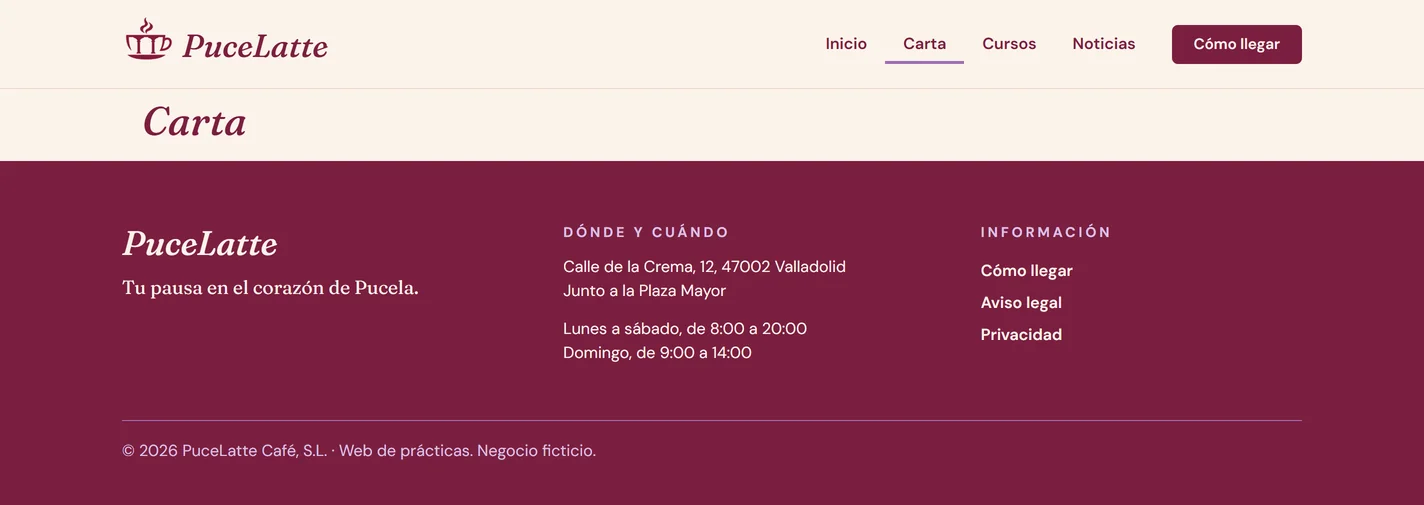 PuceLatte
Inicio
Carta
Cursos
Noticias
Cómo llegar
Carta
PuceLatte
Tu pausa en el corazón de Pucela.
DÓNDE Y CUÁNDO
Calle de la Crema, 12, 47002 Valladolid
Junto a la Plaza Mayor
Lunes a sábado, de 8:00 a 20:00
Domingo, de 9:00 a 14:00
INFORMACIÓN
Cómo llegar
Aviso legal
Privacidad
© 2026 PuceLatte Café, S.L. · Web de prácticas. Negocio ficticio.